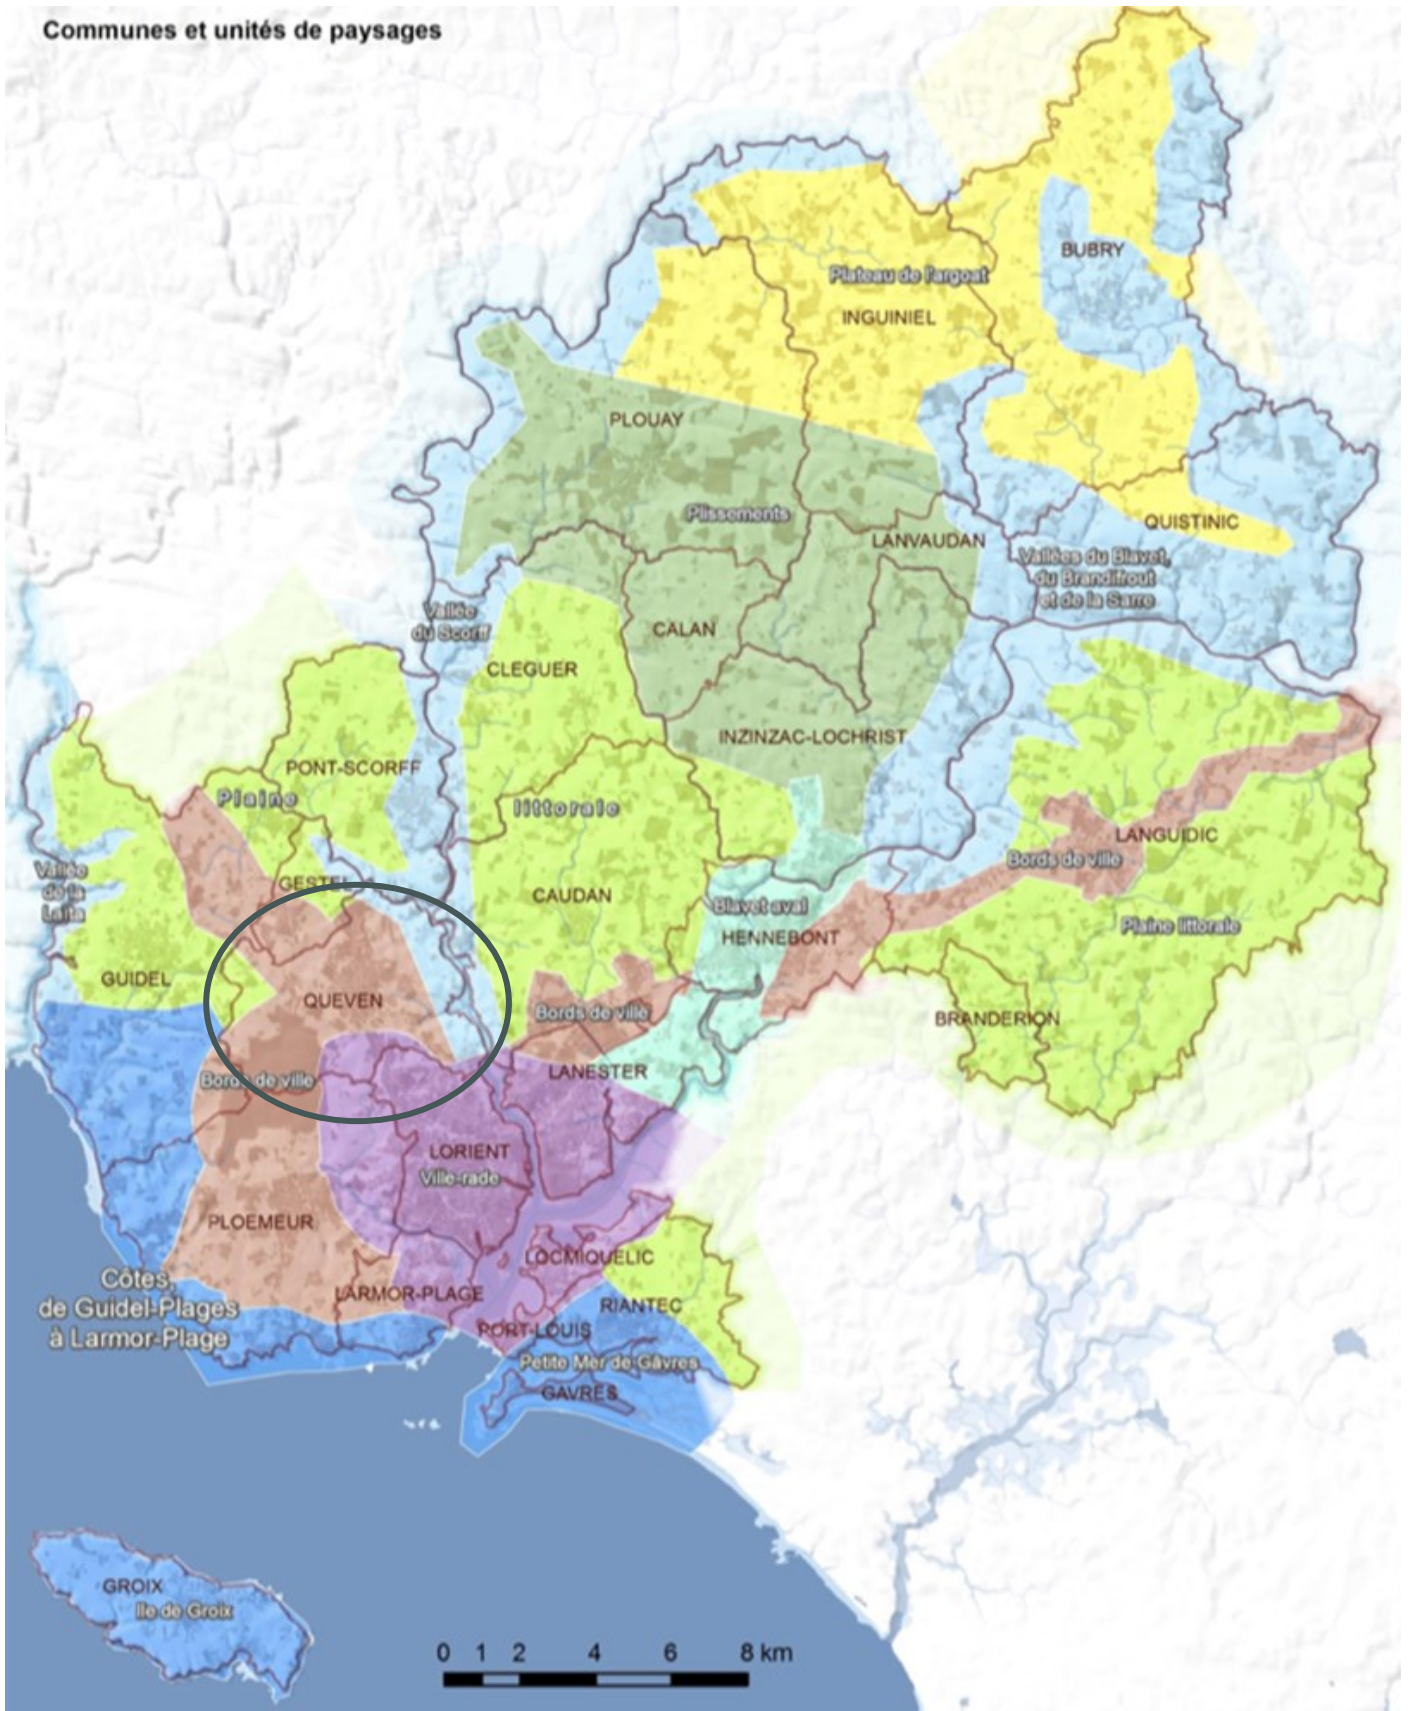 Communes et unités de paysages
BUBRY
Plateau de l'argoat
INGUINIEL
PLOUAY
Plissements
QUISTINIC
LANVAUDAN
Vallées du Blavet,
du Brandifrout
et de la Sarre
Vallée
du Scorff
CALAN
CLEGUER
INZINZAC-LOCHRIST
PONT-SCORFF
Plaine
littorale
LANGUIDIC
Bords de ville
Vallée
de la
Laïta
GESTEL
CAUDAN
Blavet aval
HENNEBONT
Plaine littorale
GUIDEL
QUEVEN
Bords de ville
BRANDERION
LANESTER
Bords de ville
LORIENT
Ville-rade
PLOEMEUR
LOCMIQUELIC
Côtes,
de Guidel-Plages
à Larmor-Plage
LARMOR-PLAGE
RIANTEC
PORT-LOUIS
Petite Mer de Gâvres
GAVRES
GROIX
Ile de Groix
0 1 2 4 6 8 km